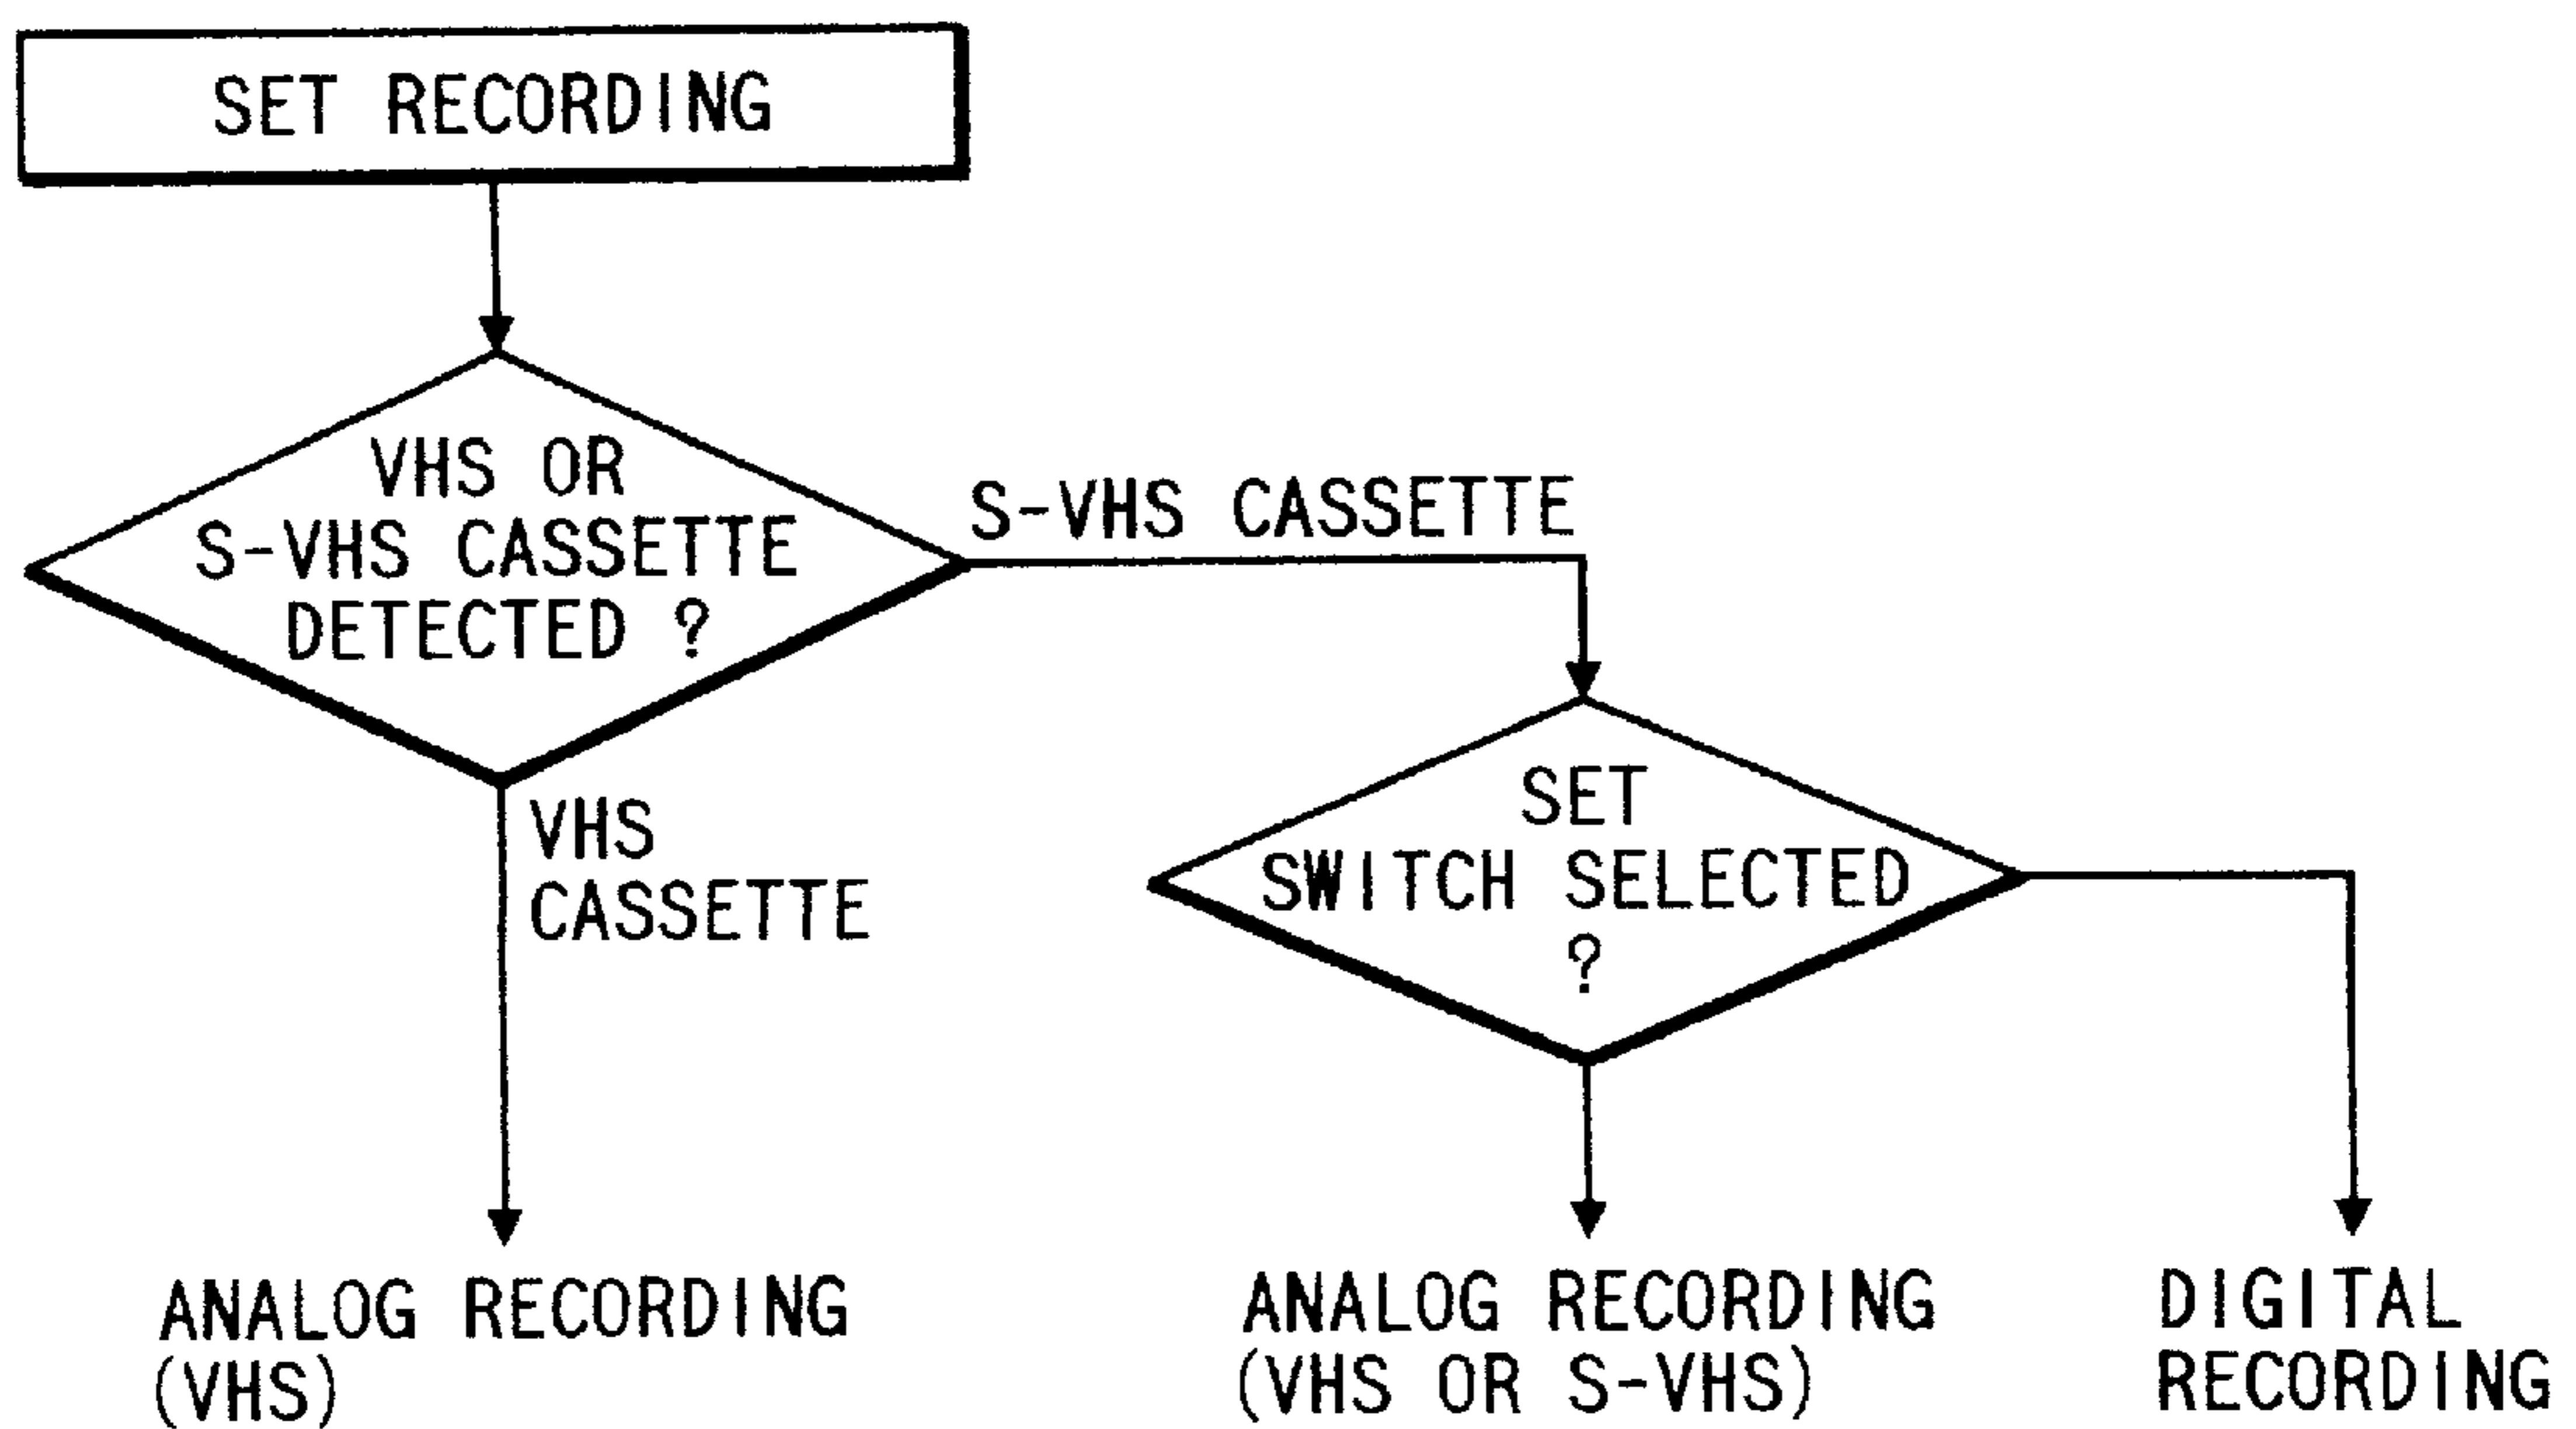 SET RECORDING
VHS OR
S-VHS CASSETTE
DETECTED ?
S-VHS CASSETTE
VHS
CASSETTE
SET
SWITCH SELECTED
?
ANALOG RECORDING
(VHS)
ANALOG RECORDING
(VHS OR S-VHS)
DIGITAL
RECORDING